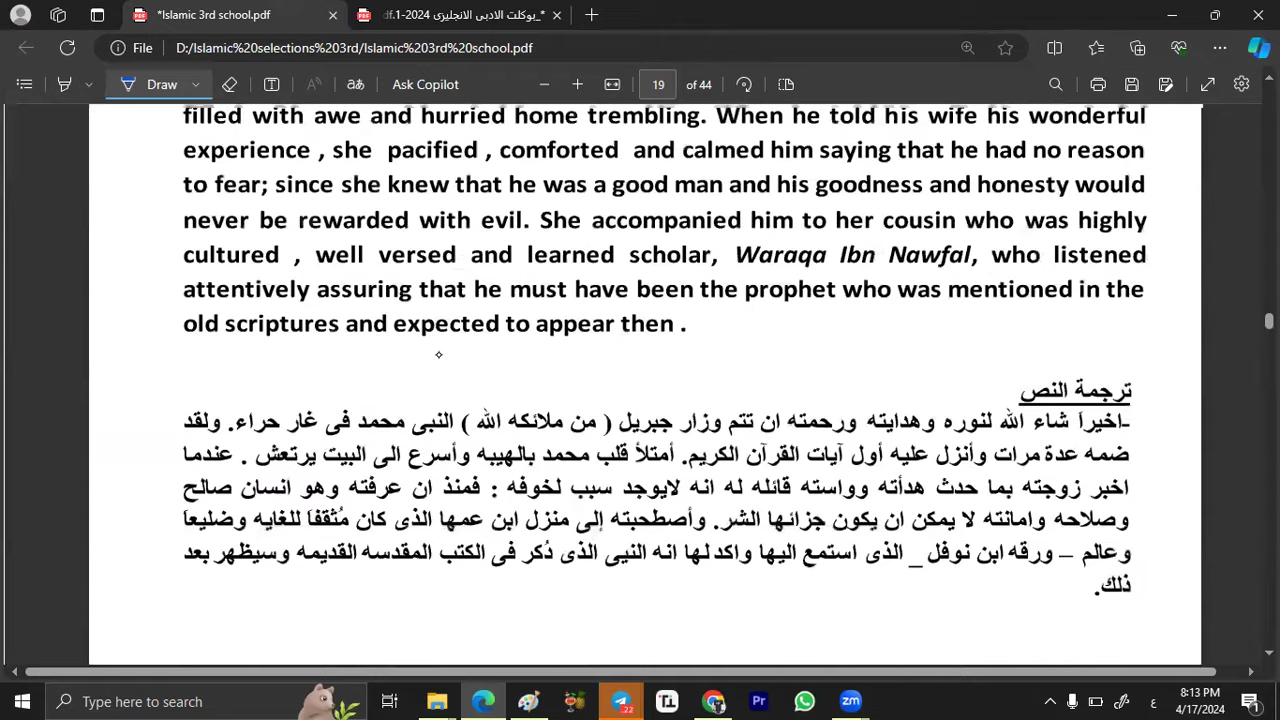 *Islamic 3rd school.pdf
*_بوكلت الادبى الانجليزى 2024-1.df
File
D:/Islamic%20selections%203rd/Islamic%203rd%20school.pdf
Draw
Ask Copilot
19
of 44
filled with awe and hurried home trembling. When he told his wife his wonderful
experience , she pacified , comforted and calmed him saying that he had no reason
to fear; since she knew that he was a good man and his goodness and honesty would
never be rewarded with evil. She accompanied him to her cousin who was highly
cultured , well versed and learned scholar, Waraqa Ibn Nawfal, who listened
attentively assuring that he must have been the prophet who was mentioned in the
old scriptures and expected to appear then .
ترجمة النص
-اخيراً شاء الله لنوره وهدايته ورحمته ان تتم وزار جبريل ( من ملائكه الله ) النبى محمد فى غار حراء. ولقد
ضمه عدة مرات وأنزل عليه أول آيات القرآن الكريم. أمتلأ قلب محمد بالهيبه وأسرع الى البيت يرتعش . عندما
اخبر زوجته بما حدث هدأته وواسته قائله له انه لايوجد سبب لخوفه : فمنذ ان عرفته وهو انسان صالح
وصلاحه وامانته لا يمكن ان يكون جزائها الشر. وأصطحبته إلى منزل ابن عمها الذى كان مُثقفاً للغايه وضليعاً
وعالم – ورقه ابن نوفل _ الذى استمع اليها واكد لها انه النبى الذى ذُكر فى الكتب المقدسه القديمه وسيظهر بعد
ذلك.
Type here to search
22
Pr
zm
ع
8:13 PM
4/17/2024
1